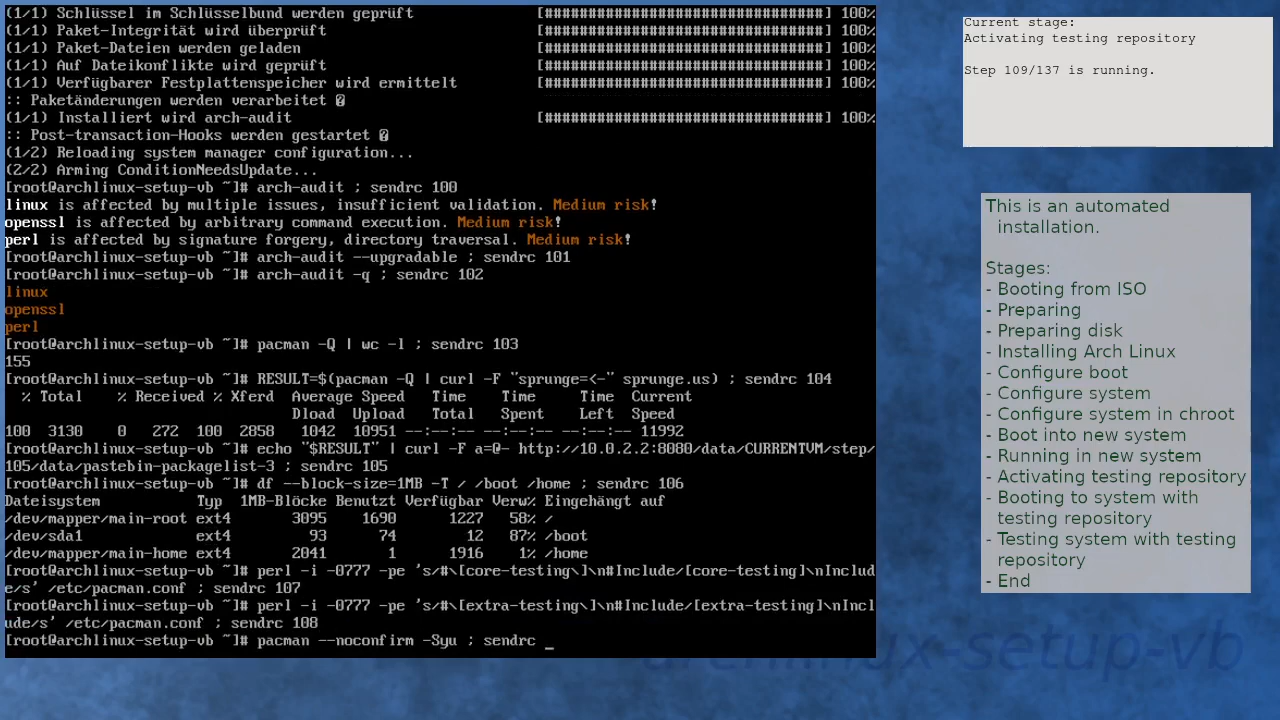 (1/1) Schlüssel im Schlüsselbund werden geprüft [################################] 100%
(1/1) Paket-Integrität wird überprüft [################################] 100%
(1/1) Paket-Dateien werden geladen [################################] 100%
(1/1) Auf Dateikonflikte wird geprüft [################################] 100%
(1/1) Verfügbarer Festplattenspeicher wird ermittelt [################################] 100%
:: Paketänderungen werden verarbeitet �
(1/1) Installiert wird arch-audit [################################] 100%
:: Post-transaction-Hooks werden gestartet �
(1/2) Reloading system manager configuration...
(2/2) Arming ConditionNeedsUpdate...
[root@archlinux-setup-vb ~]# arch-audit ; sendrc 100
linux is affected by multiple issues, insufficient validation. Medium risk!
openssl is affected by arbitrary command execution. Medium risk!
perl is affected by signature forgery, directory traversal. Medium risk!
[root@archlinux-setup-vb ~]# arch-audit --upgradable ; sendrc 101
[root@archlinux-setup-vb ~]# arch-audit -q ; sendrc 102
linux
openssl
perl
[root@archlinux-setup-vb ~]# pacman -Q | wc -l ; sendrc 103
155
[root@archlinux-setup-vb ~]# RESULT=$(pacman -Q | curl -F "sprunge=<-" sprunge.us) ; sendrc 104
% Total % Received % Xferd Average Speed Time Time Time Current
Dload Upload Total Spent Left Speed
100 3130 0 272 100 2858 1042 10951 --:--:-- --:--:-- --:--:-- 11992
[root@archlinux-setup-vb ~]# echo "$RESULT" | curl -F a=@- http://10.0.2.2:8080/data/CURRENTVM/step/
105/data/pastebin-packagelist-3 ; sendrc 105
[root@archlinux-setup-vb ~]# df --block-size=1MB -T / /boot /home ; sendrc 106
Dateisystem Typ 1MB-Blöcke Benutzt Verfügbar Verw% Eingehängt auf
/dev/mapper/main-root ext4 3095 1690 1227 58% /
/dev/sda1 ext4 93 74 12 87% /boot
/dev/mapper/main-home ext4 2041 1 1916 1% /home
[root@archlinux-setup-vb ~]# perl -i -0777 -pe 's/#\[core-testing\]\n#Include/[core-testing]\nInclud
e/s' /etc/pacman.conf ; sendrc 107
[root@archlinux-setup-vb ~]# perl -i -0777 -pe 's/#\[extra-testing\]\n#Include/[extra-testing]\nIncl
ude/s' /etc/pacman.conf ; sendrc 108
[root@archlinux-setup-vb ~]# pacman --noconfirm -Syu ; sendrc _
Current stage:
Activating testing repository
Step 109/137 is running.
This is an automated
installation.
Stages:
- Booting from ISO
- Preparing
- Preparing disk
- Installing Arch Linux
- Configure boot
- Configure system
- Configure system in chroot
- Boot into new system
- Running in new system
- Activating testing repository
- Booting to system with
testing repository
- Testing system with testing
repository
- End
archlinux-setup-vb